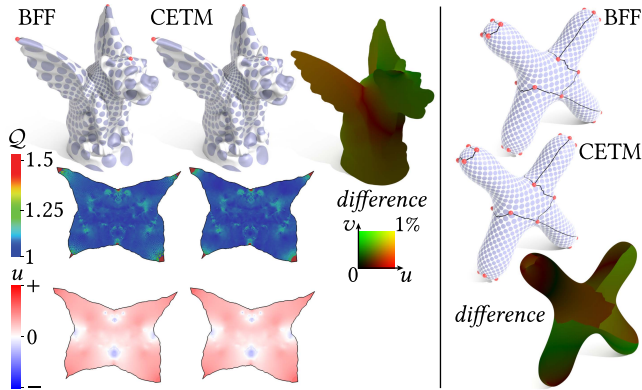 BFF
CETM
Q
1.5
1.25
1
u
+
0
−
difference
v
1%
0
u
BFF
CETM
difference